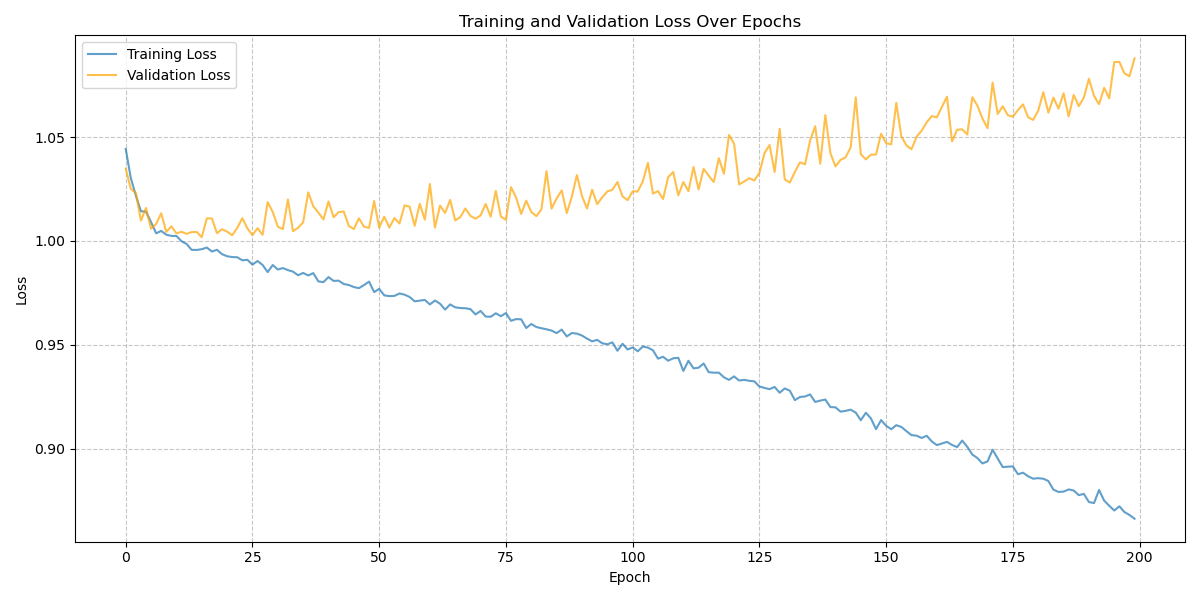 Training and Validation Loss Over Epochs
Training Loss
Validation Loss
Loss
1.05
1.00
0.95
0.90
0 25 50 75 100 125 150 175 200
Epoch